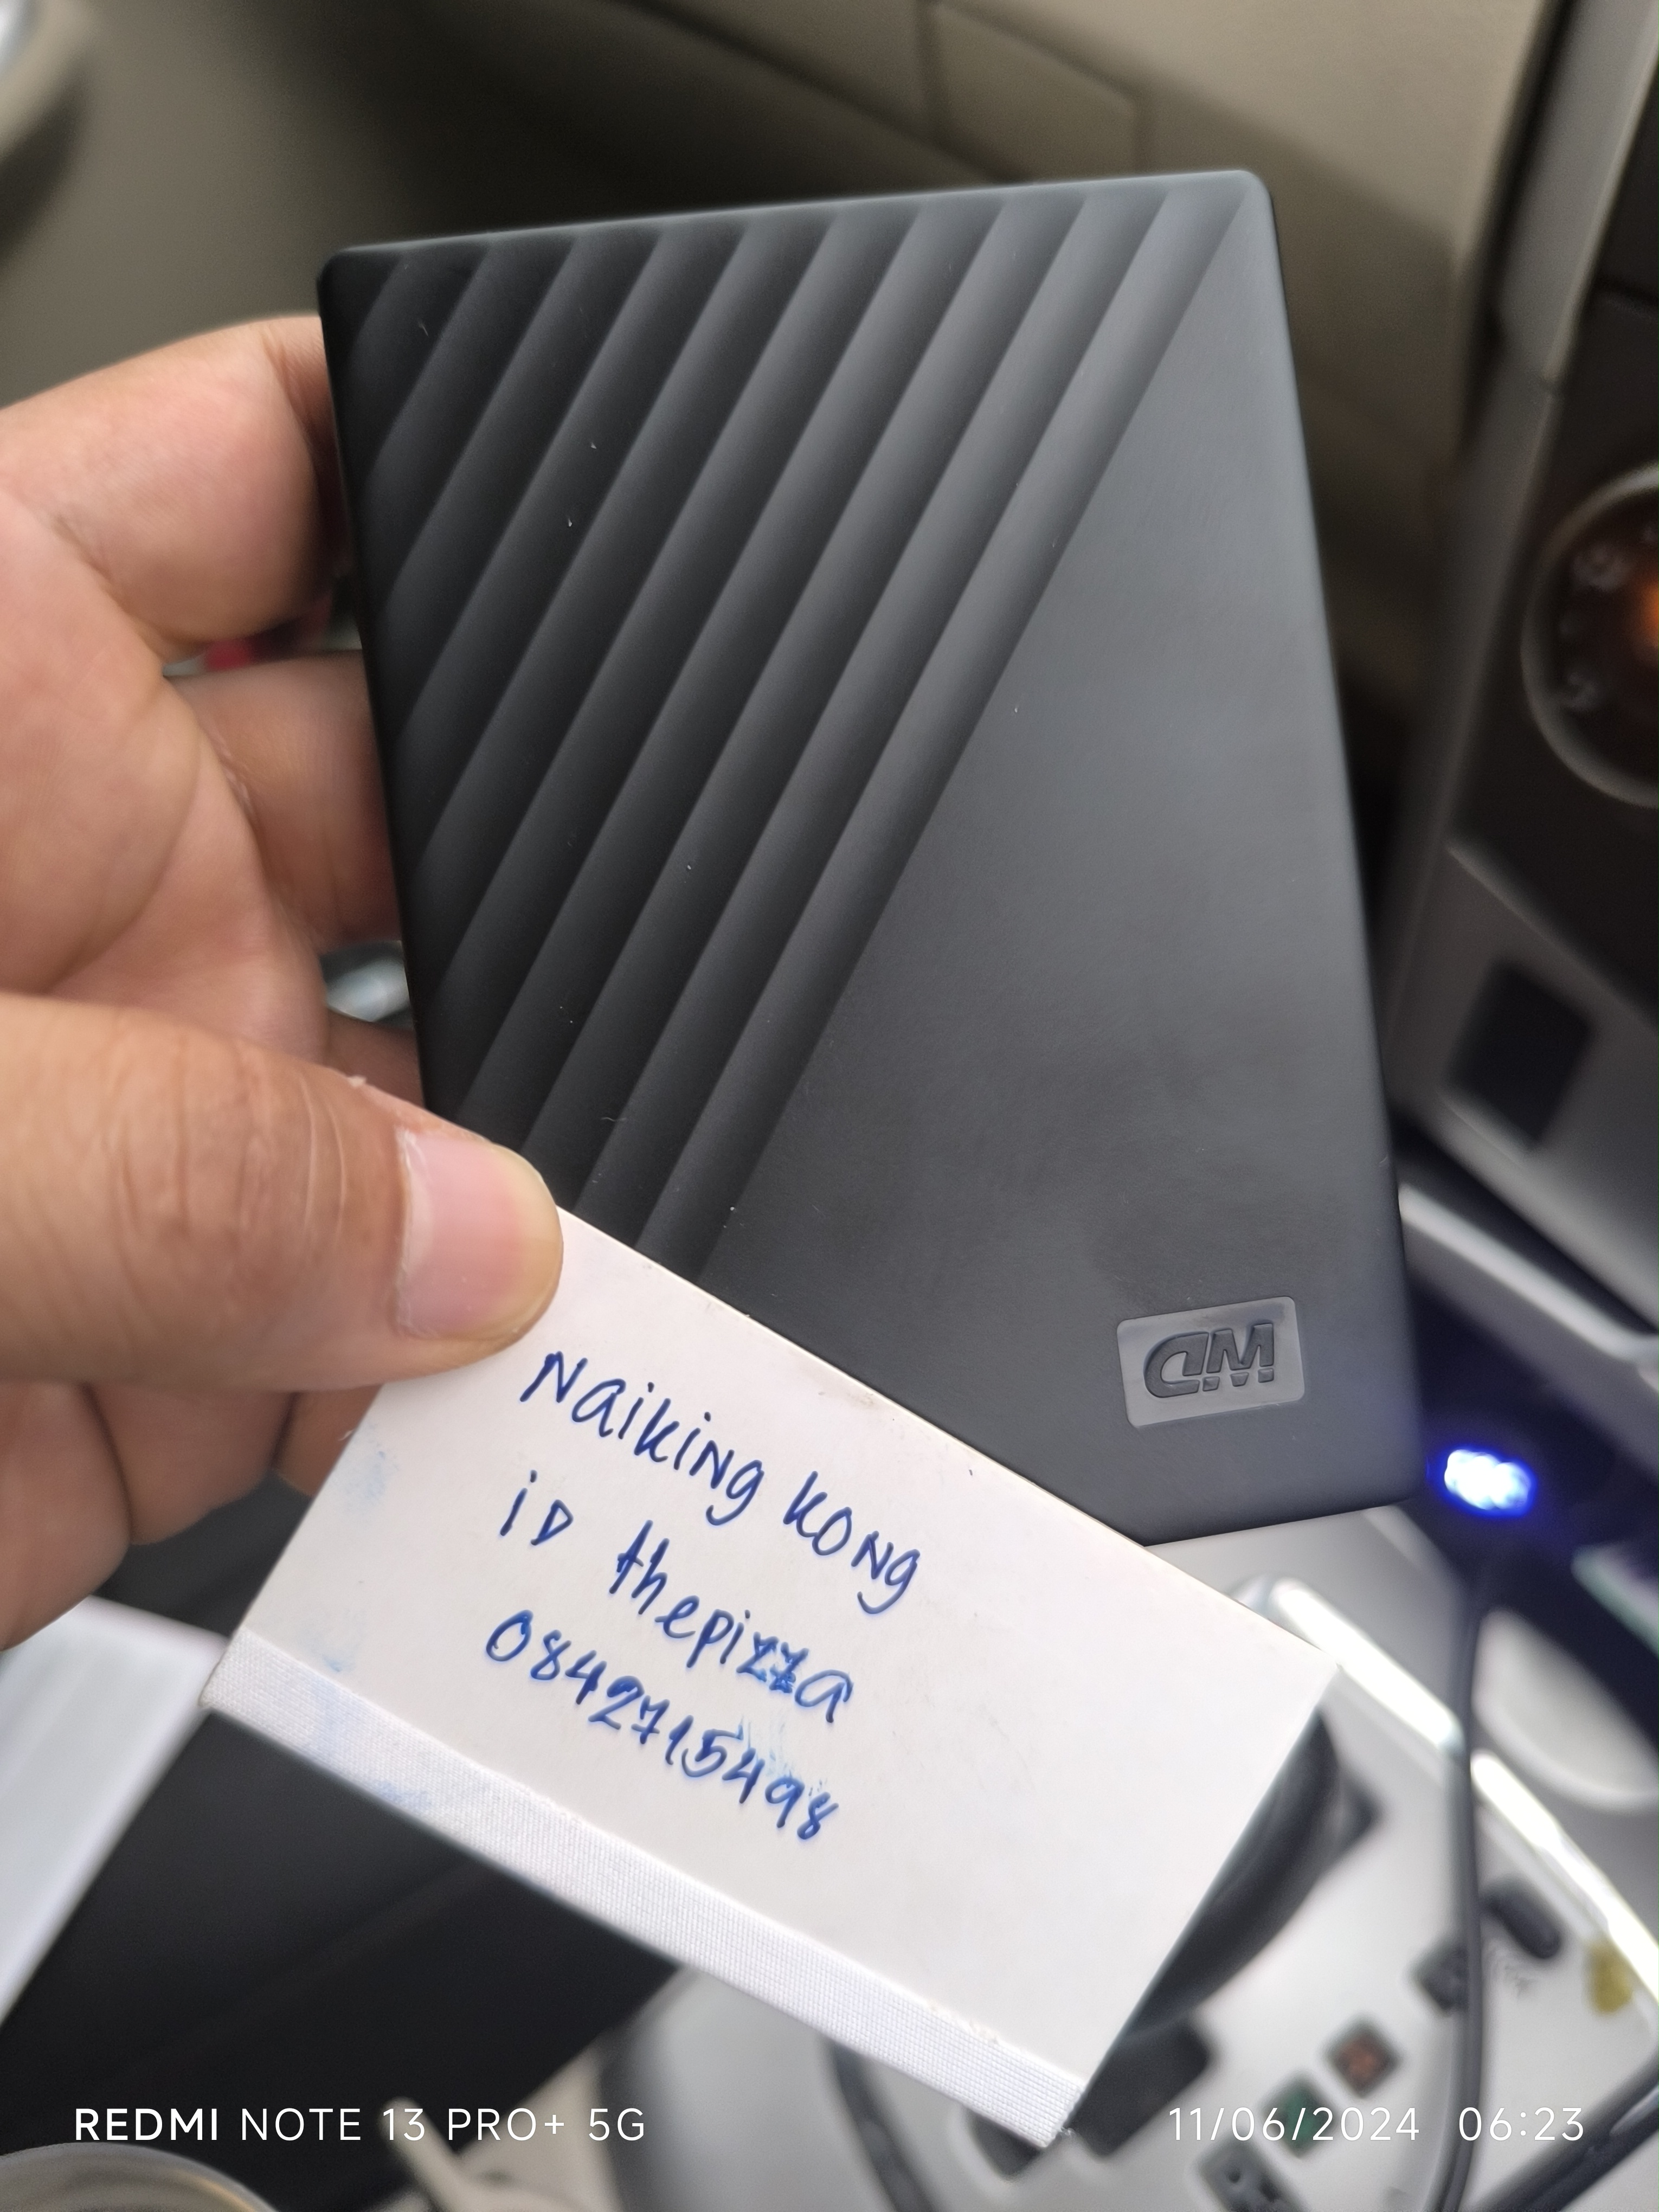 WD
Naiking kong
iD thepizza
0842715498
REDMI NOTE 13 PRO+ 5G
11/06/2024 06:23